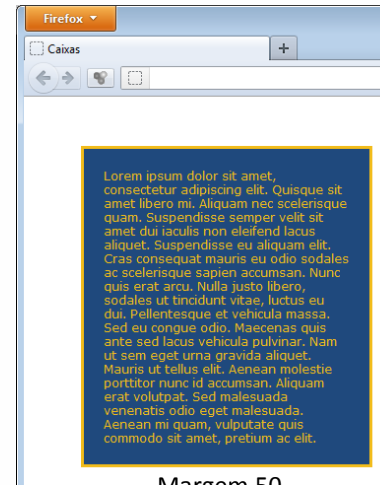 Firefox
Caixas
Lorem ipsum dolor sit amet,
consectetur adipiscing elit. Quisque sit
amet libero mi. Aliquam nec scelerisque
quam. Suspendisse semper velit sit
amet dui iaculis non eleifend lacus
aliquet. Suspendisse eu aliquam elit.
Cras consequat mauris eu odio sodales
ac scelerisque sapien accumsan. Nunc
quis erat arcu. Nulla justo libero,
sodales ut tincidunt vitae, luctus eu
dui. Pellentesque et vehicula massa.
Sed eu congue odio. Maecenas quis
ante sed lacus vehicula pulvinar. Nam
ut sem eget urna gravida aliquet.
Mauris ut tellus elit. Aenean molestie
porttitor nunc id accumsan. Aliquam
erat volutpat. Sed malesuada
venenatis odio eget malesuada.
Aenean mi quam, vulputate quis
commodo sit amet, pretium ac elit.
Margem 50